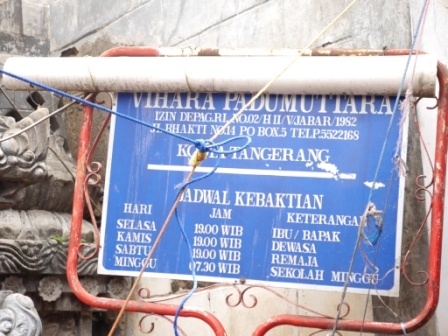 VIHARA PADUMUTTARA
IZIN DEPAG.R.I. NO.02/H II/V/JABAR/1982
JL. BHAKTI NO.14 PO BOX.5 TELP.5522168
KOTA TANGERANG
JADWAL KEBAKTIAN
HARI JAM KETERANGAN
SELASA 19.00 WIB IBU / BAPAK
KAMIS 19.00 WIB DEWASA
SABTU 19.00 WIB REMAJA
MINGGU 07.30 WIB SEKOLAH MINGGU